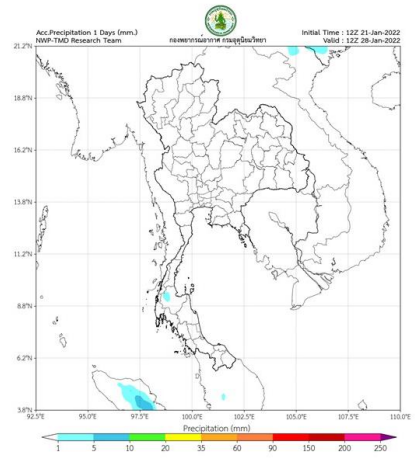 Acc.Precipitation 1 Days (mm.)
NWP-TMD Research Team
กองพยากรณ์อากาศ กรมอุตุนิยมวิทยา
Initial Time : 12Z 21-Jan-2022
Valid : 12Z 28-Jan-2022
21.2°N
18.8°N
16.2°N
13.8°N
11.2°N
8.8°N
6.2°N
3.8°N
92.5°E 95.0°E 97.5°E 100.0°E 102.5°E 105.0°E 107.5°E 110.0°E
Precipitation (mm)
1 5 10 20 35 60 90 150 200 250